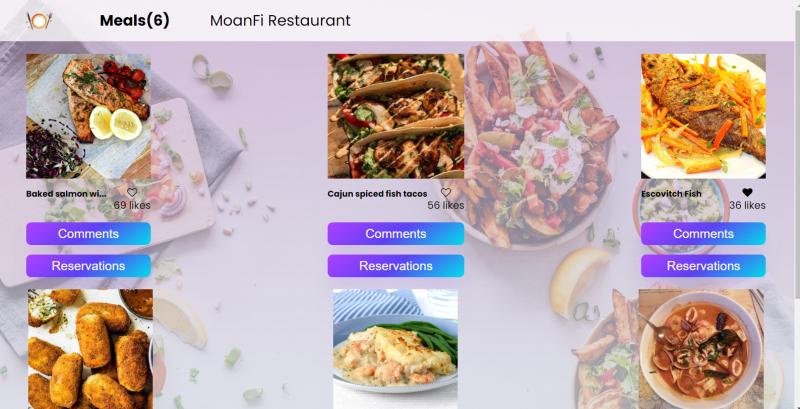 Meals(6) MoanFi Restaurant
Baked salmon wi...
69 likes
Comments
Reservations
Cajun spiced fish tacos
56 likes
Comments
Reservations
Escovitch Fish
36 likes
Comments
Reservations